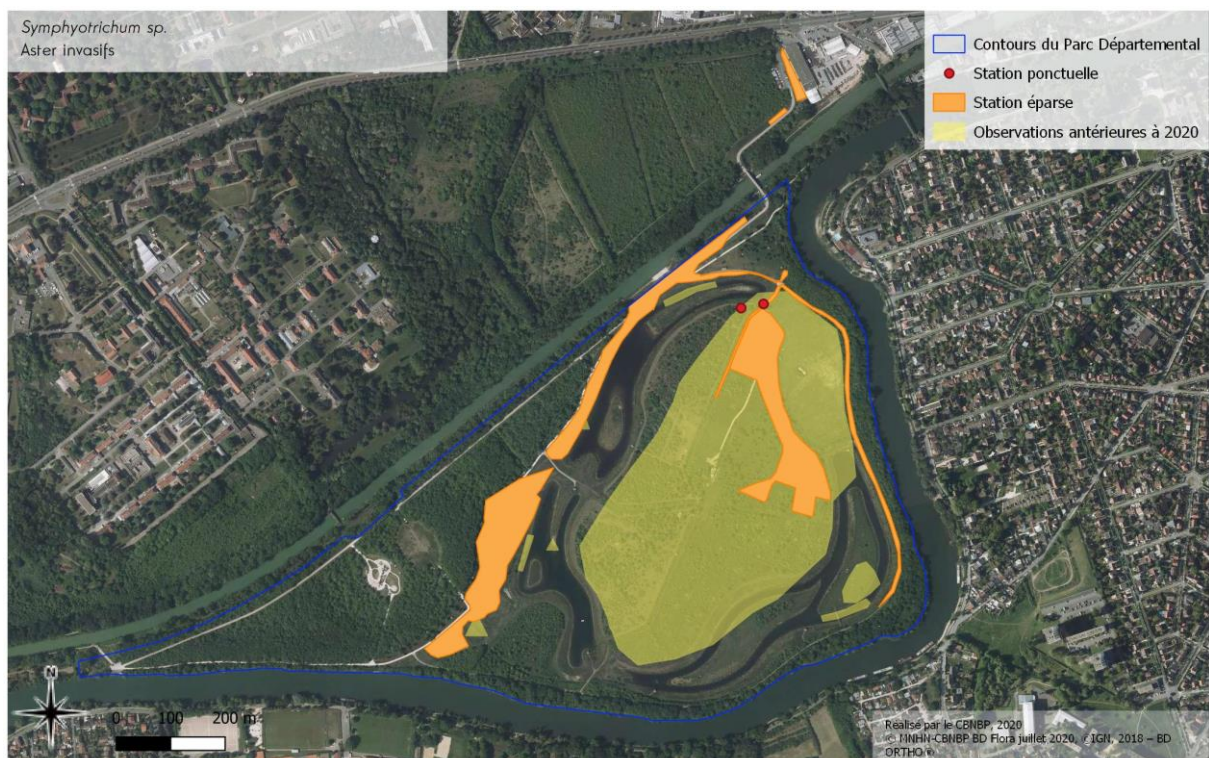 Symphyotrichum sp.
Aster invasifs
Contours du Parc Départemental
Station ponctuelle
Station éparse
Observations antérieures à 2020
N
0 100 200 m
Réalisé par le CBNBP, 2020
© MNHN-CBNBP BD Flora juillet 2020, ©IGN, 2018 – BD
ORTHO ®